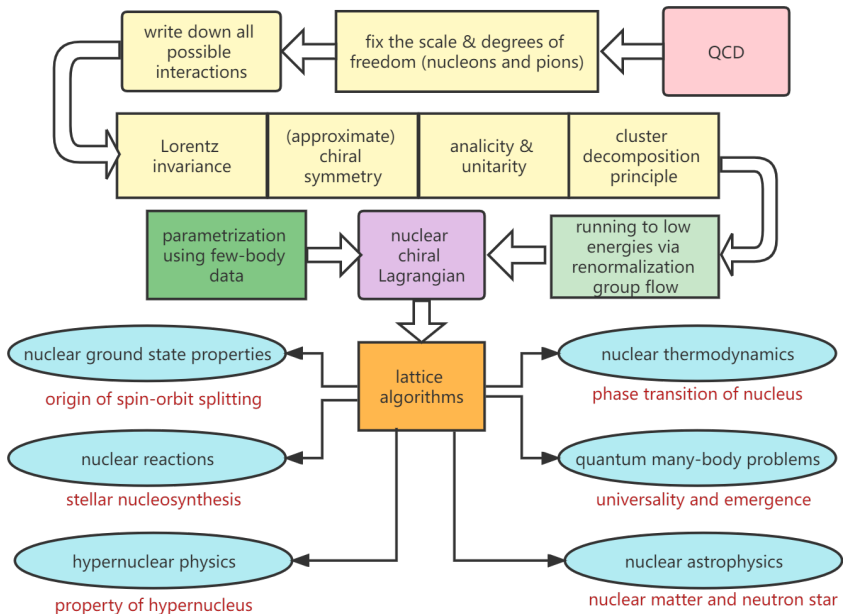 write down all
possible
interactions
fix the scale & degrees of
freedom (nucleons and pions)
QCD
Lorentz
invariance
(approximate)
chiral
symmetry
analicity &
unitarity
cluster
decomposition
principle
parametrization
using few-body
data
nuclear
chiral
Lagrangian
running to low
energies via
renormalization
group flow
nuclear ground state properties
origin of spin-orbit splitting
lattice
algorithms
nuclear thermodynamics
phase transition of nucleus
nuclear reactions
stellar nucleosynthesis
quantum many-body problems
universality and emergence
hypernuclear physics
property of hypernucleus
nuclear astrophysics
nuclear matter and neutron star